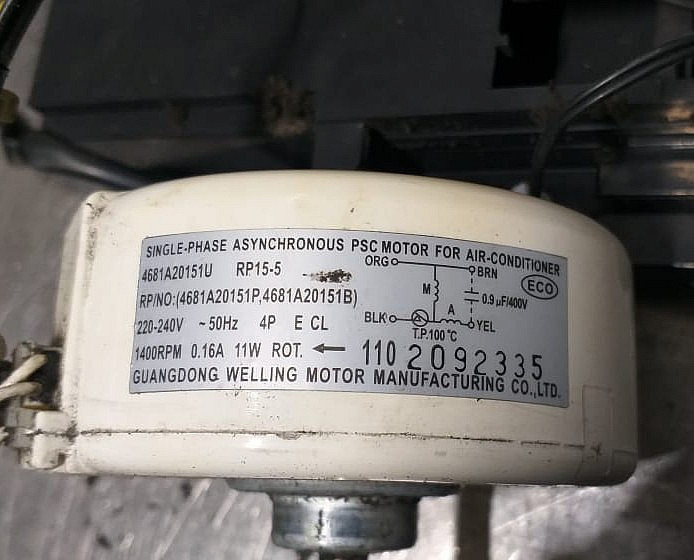 SINGLE-PHASE ASYNCHRONOUS PSC MOTOR FOR AIR-CONDITIONER
4681A20151U RP15-5
RP/NO:(4681A20151P,4681A20151B)
220-240V ~50Hz 4P E CL
1400RPM 0.16A 11W ROT. ←
ORG
BRN
ECO
M
0.9 μF/400V
A
BLK
YEL
T.P.100℃
110 2092335
GUANGDONG WELLING MOTOR MANUFACTURING CO.,LTD.